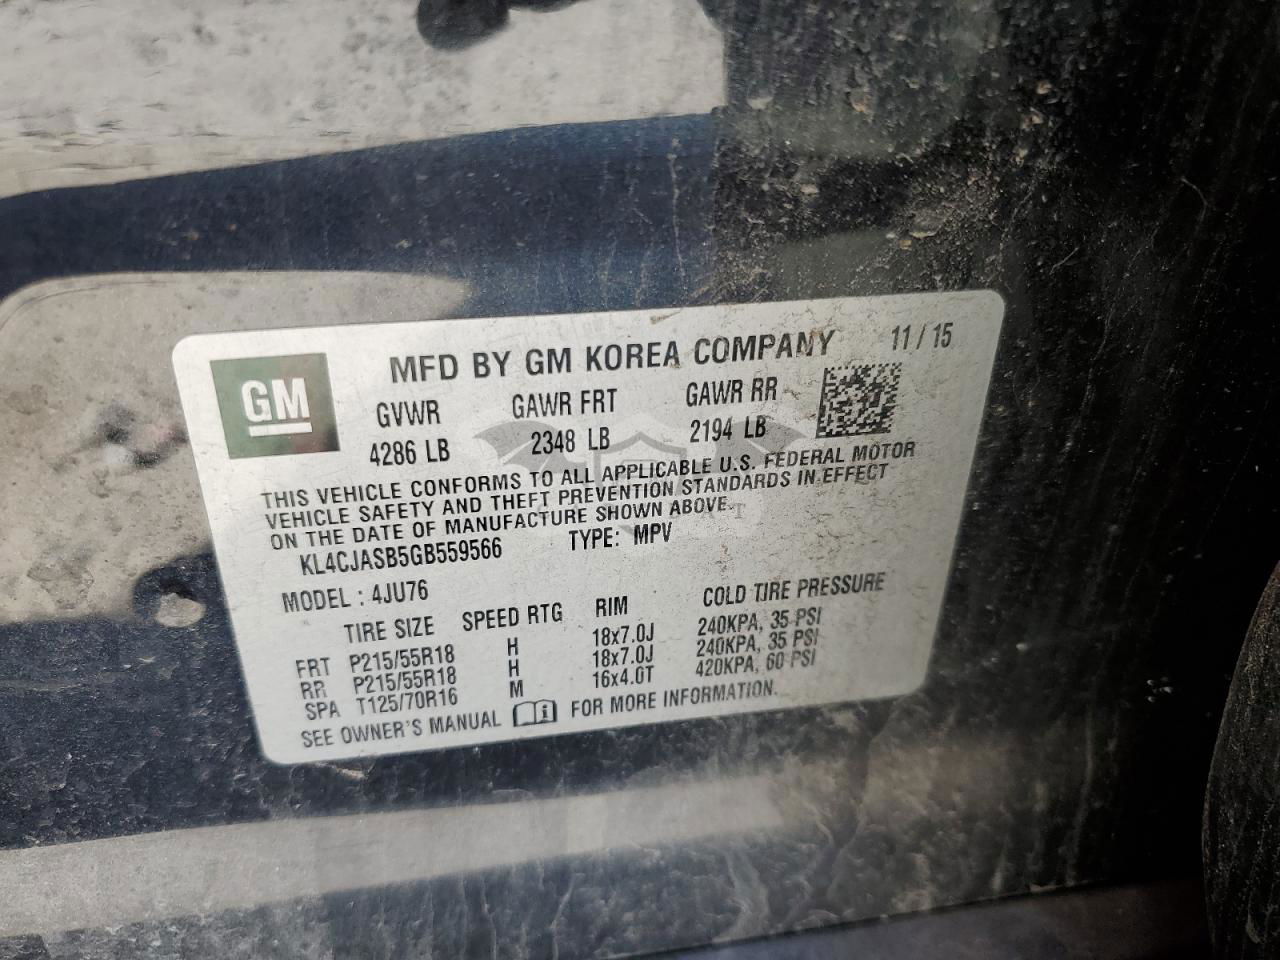 MFD BY GM KOREA COMPANY 11 / 15
GM
GVWR GAWR FRT GAWR RR
4286 LB 2348 LB 2194 LB
THIS VEHICLE CONFORMS TO ALL APPLICABLE U.S. FEDERAL MOTOR
VEHICLE SAFETY AND THEFT PREVENTION STANDARDS IN EFFECT
ON THE DATE OF MANUFACTURE SHOWN ABOVE.
KL4CJASB5GB559566 TYPE: MPV
MODEL : 4JU76
TIRE SIZE SPEED RTG RIM COLD TIRE PRESSURE
FRT P215/55R18 H 18x7.0J 240KPA, 35 PSI
RR P215/55R18 H 18x7.0J 240KPA, 35 PSI
SPA T125/70R16 M 16x4.0T 420KPA, 60 PSI
SEE OWNER'S MANUAL FOR MORE INFORMATION.